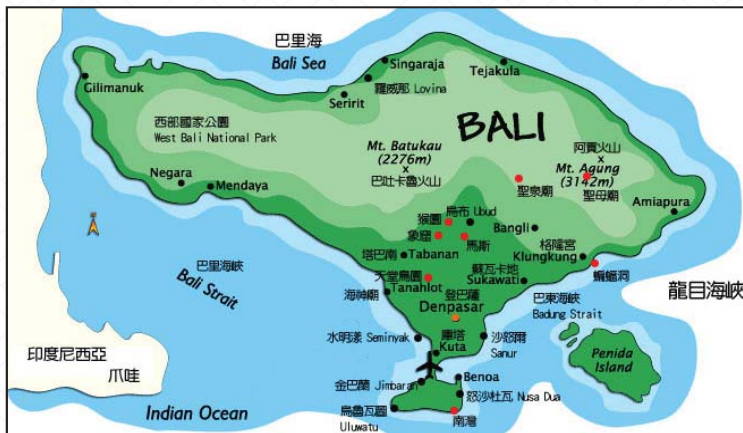 巴里海
Bali Sea
Singaraja
Tejakula
Gilimanuk
羅威那 Lovina
Seririt
BALI
西部國家公園
West Bali National Park
Mt. Batukau
(2276m)
巴吐卡魯火山
阿貢火山
Mt. Agung
(3142m)
聖母廟
聖泉廟
Negara
Mendaya
Amiapura
猴園
烏布 Ubud
象窟
馬斯
Bangli
格隆宮
Klungkung
塔巴南
Tabanan
蘇瓦卡地
Sukawati
蝙蝠洞
巴里海峽
Bali Strait
天堂鳥園
Tanahlot
海神廟
登巴薩
Denpasar
巴東海峽
Badung Strait
龍目海峽
水明漾 Seminyak
庫塔
Kuta
沙努爾
Sanur
Penida
Island
印度尼西亞
爪哇
金巴蘭 Jimbaran
Benoa
努沙杜瓦 Nusa Dua
Indian Ocean
烏魯瓦圖
Uluwatu
南灣